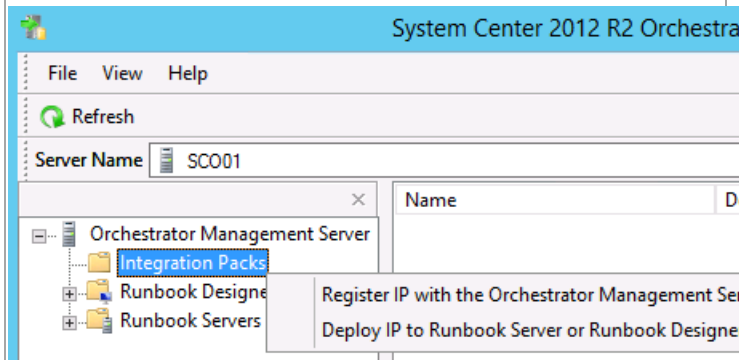 System Center 2012 R2 Orchestra
File View Help
Refresh
Server Name SCO01
Name D
Orchestrator Management Server
Integration Packs
Runbook Designe
Runbook Servers
Register IP with the Orchestrator Management Se
Deploy IP to Runbook Server or Runbook Designe